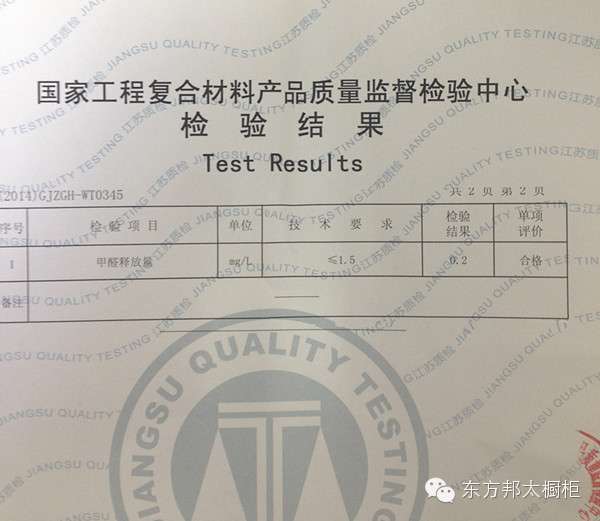 国家工程复合材料产品质量监督检验中心
检 验 结 果
Test Results
(2014)GJZGH-WT0345
共 2 页 第 2 页
序号 检 验 项 目 单位 技 术 要 求 检验结果 单项评价
1 甲醛释放量 mg/L ≤1.5 0.2 合格
备注 ——
JIANGSU QUALITY TESTING
东方邦太橱柜